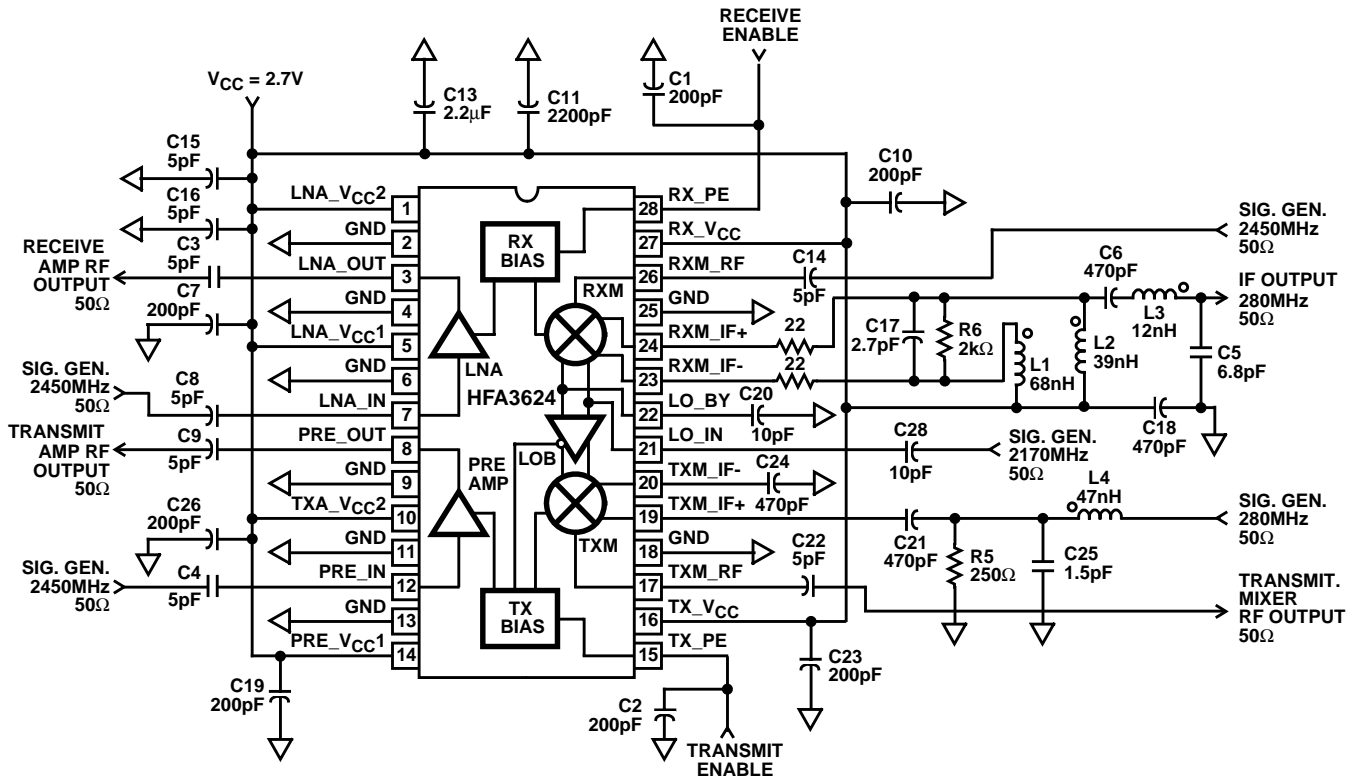 RECEIVE
ENABLE
V_CC = 2.7V
C13
2.2μF
C11
2200pF
C1
200pF
C15
5pF
C16
5pF
C10
200pF
LNA_V_CC2
1
GND
2
LNA_OUT
3
GND
4
LNA_V_CC1
5
GND
6
LNA_IN
7
PRE_OUT
8
GND
9
TXA_V_CC2
10
GND
11
PRE_IN
12
GND
13
PRE_V_CC1
14
RECEIVE
AMP RF
OUTPUT
50Ω
C3
5pF
C7
200pF
SIG. GEN.
2450MHz
50Ω
C8
5pF
TRANSMIT
AMP RF
OUTPUT
50Ω
C9
5pF
C26
200pF
SIG. GEN.
2450MHz
50Ω
C4
5pF
C19
200pF
RX
BIAS
RXM
LNA
HFA3624
LOB
PRE
AMP
TXM
TX
BIAS
28
RX_PE
27
RX_V_CC
26
RXM_RF
25
GND
24
RXM_IF+
23
RXM_IF-
22
LO_BY
21
LO_IN
20
TXM_IF-
19
TXM_IF+
18
GND
17
TXM_RF
16
TX_V_CC
15
TX_PE
C14
5pF
22
22
C17
2.7pF
R6
2kΩ
L1
68nH
L2
39nH
C6
470pF
L3
12nH
C5
6.8pF
C18
470pF
SIG. GEN.
2450MHz
50Ω
IF OUTPUT
280MHz
50Ω
C20
10pF
C28
10pF
SIG. GEN.
2170MHz
50Ω
C24
470pF
L4
47nH
SIG. GEN.
280MHz
50Ω
C21
470pF
R5
250Ω
C25
1.5pF
C22
5pF
TRANSMIT.
MIXER
RF OUTPUT
50Ω
C23
200pF
C2
200pF
TRANSMIT
ENABLE